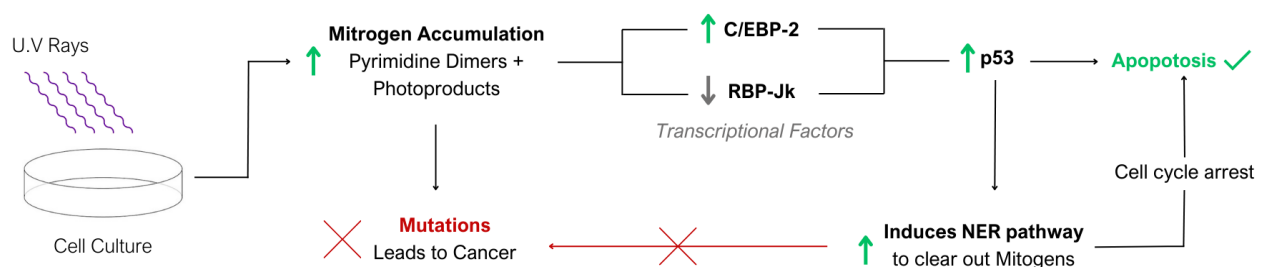 U.V Rays
Cell Culture
Mitrogen Accumulation
Pyrimidine Dimers +
Photoproducts
Mutations
Leads to Cancer
C/EBP-2
RBP-Jk
Transcriptional Factors
p53
Apopotosis
Cell cycle arrest
Induces NER pathway
to clear out Mitogens